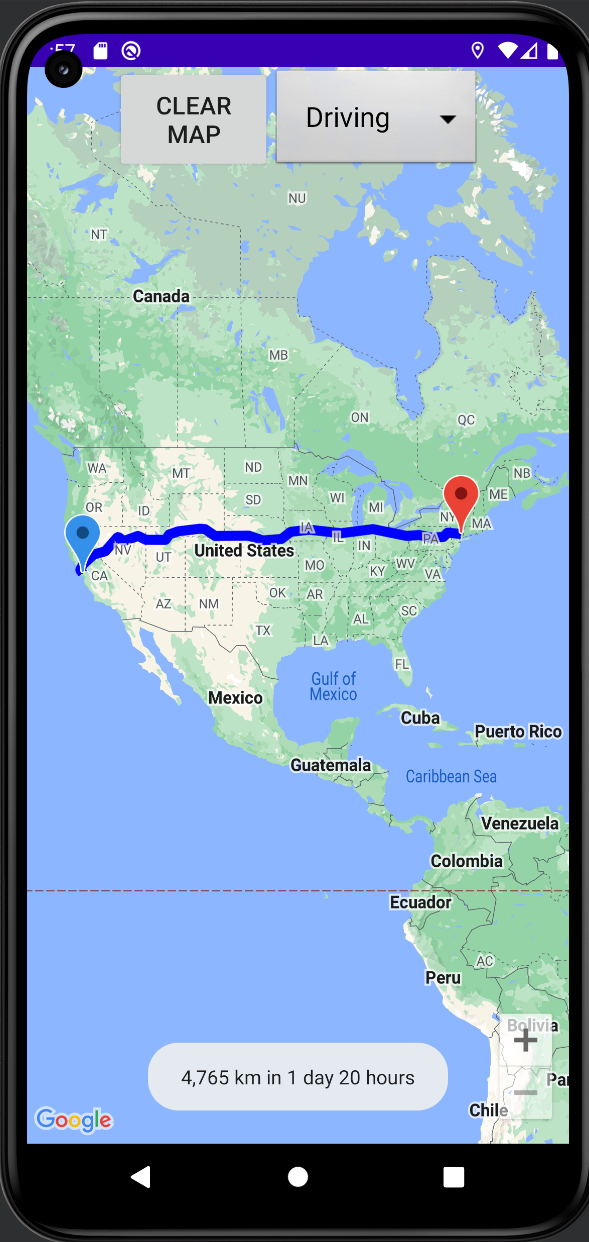 :57
CLEAR
MAP
Driving
NU
NT
Canada
MB
ON
QC
NB
WA
MT
ND
MN
ME
SD
WI
MI
OR
ID
NY
MA
IA
IL
PA
NV
UT
United States
IN
CA
MO
KY
WV
VA
AZ
NM
OK
AR
SC
AL
TX
LA
FL
Gulf of
Mexico
Mexico
Cuba
Puerto Rico
Guatemala
Caribbean Sea
Venezuela
Colombia
Ecuador
AC
Peru
Bolivia
+
4,765 km in 1 day 20 hours
Par
−
Chile
Google